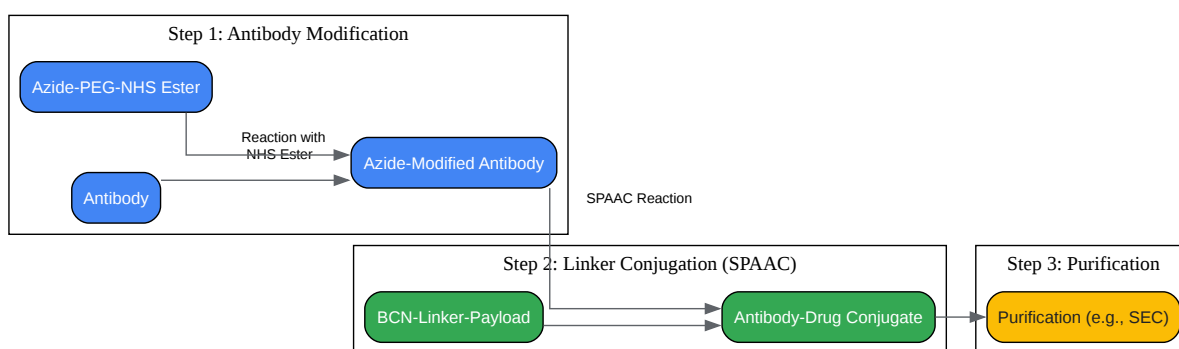 Step 1: Antibody Modification
Azide-PEG-NHS Ester
Reaction with
NHS Ester
Azide-Modified Antibody
Antibody
SPAAC Reaction
Step 2: Linker Conjugation (SPAAC)
BCN-Linker-Payload
Antibody-Drug Conjugate
Step 3: Purification
Purification (e.g., SEC)